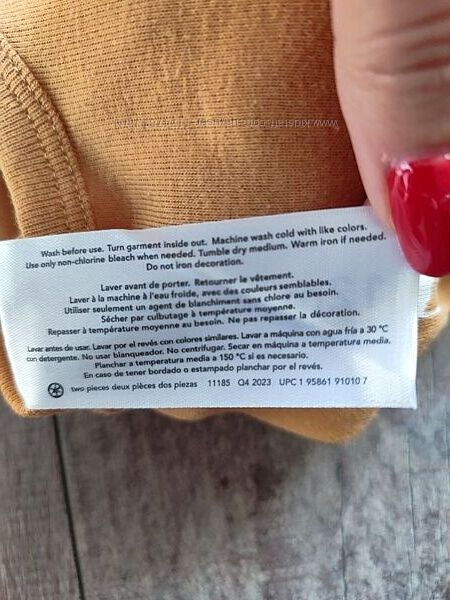 Wash before use. Turn garment inside out. Machine wash cold with like colors.
Use only non-chlorine bleach when needed. Tumble dry medium. Warm iron if needed.
Do not iron decoration.
Laver avant de porter. Retourner le vêtement.
Laver à la machine à l'eau froide, avec des couleurs semblables.
Utiliser seulement un agent de blanchiment sans chlore au besoin.
Sécher par culbutage à température moyenne.
Repasser à température moyenne au besoin. Ne pas repasser la décoration.
Lavar antes de usar. Lavar por el revés con colores similares. Lavar a máquina con agua fría a 30 °C
con detergente. No usar blanqueador. No centrifugar. Secar en máquina a temperatura media.
Planchar a temperatura media a 150 °C si es necesario.
En caso de tener bordado o estampado planchar por el revés.
two pieces deux pièces dos piezas 11185 Q4 2023 UPC 1 95861 91010 7